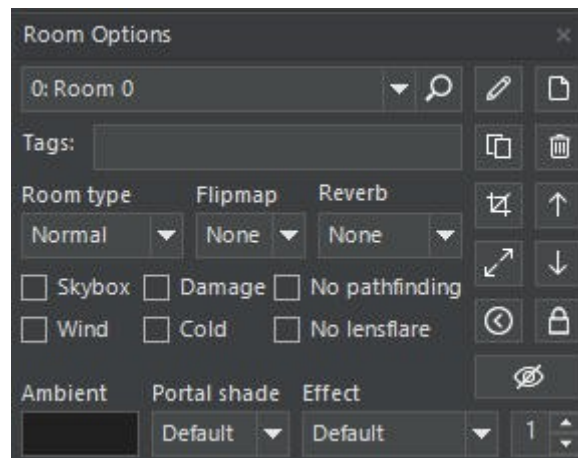 Room Options
0: Room 0
Tags:
Room type Flipmap Reverb
Normal None None
Skybox Damage No pathfinding
Wind Cold No lensflare
Ambient Portal shade Effect
Default Default 1